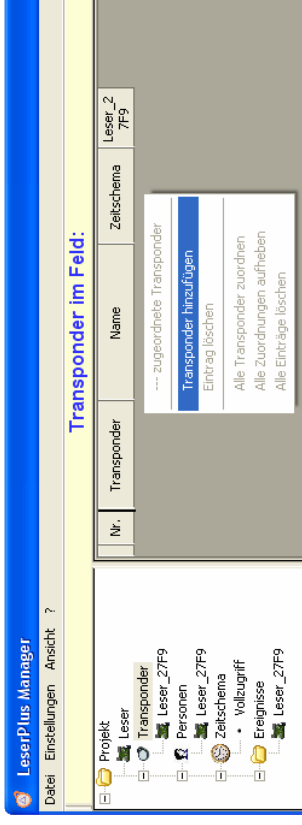 LeserPlus Manager
Datei Einstellungen Ansicht ?
Transponder im Feld:
Projekt
Leser
Transponder
Leser_27F9
Personen
Leser_27F9
Zeitschema
Vollzugriff
Ereignisse
Leser_27F9
Nr. Transponder Name Zeitschema Leser_2
7F9
--- zugeordnete Transponder
Transponder hinzufügen
Eintrag löschen
Alle Transponder zuordnen
Alle Zuordnungen aufheben
Alle Einträge löschen